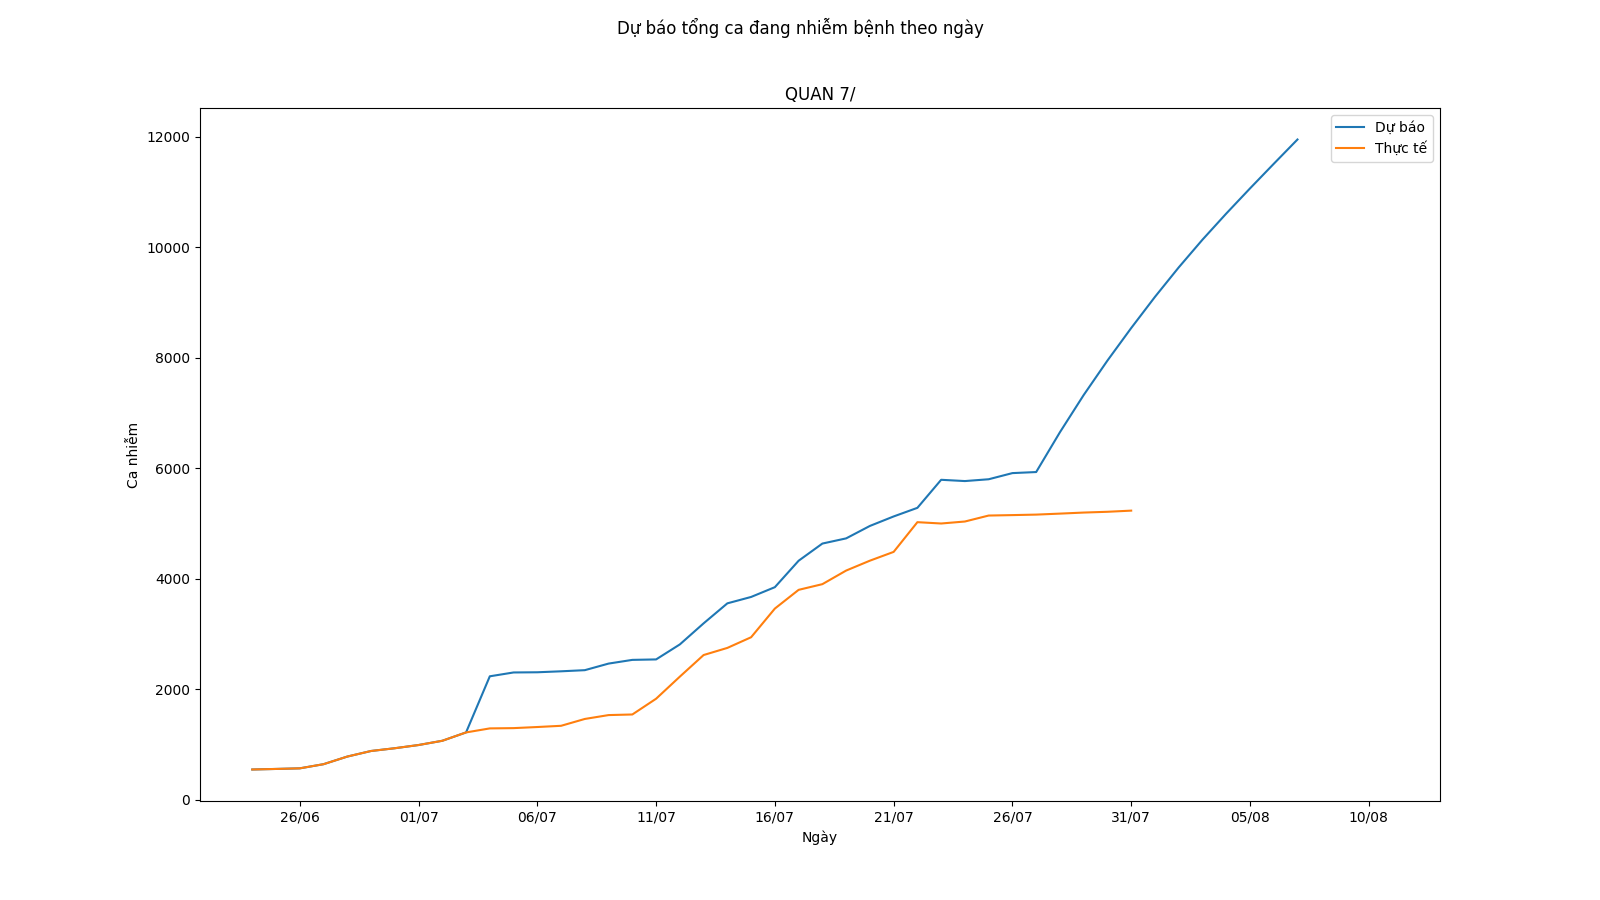 Dự báo tổng ca đang nhiễm bệnh theo ngày
QUAN 7/
Dự báo
Thực tế
12000
10000
8000
6000
4000
2000
0
Ca nhiễm
26/06 01/07 06/07 11/07 16/07 21/07 26/07 31/07 05/08 10/08
Ngày